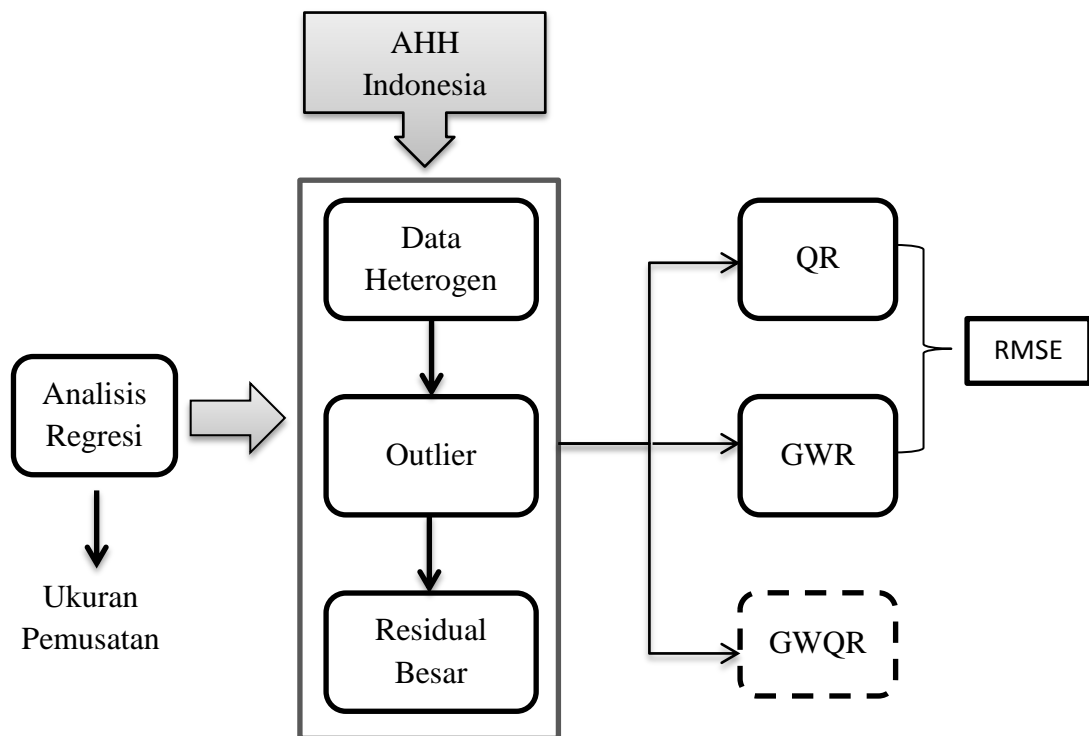 AHH
Indonesia
Data
Heterogen
QR
RMSE
Analisis
Regresi
Outlier
GWR
Ukuran
Pemusatan
Residual
Besar
GWQR